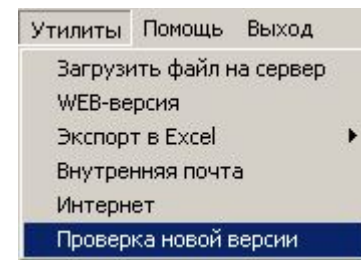 Утилиты Помощь Выход
Загрузить файл на сервер
WEB-версия
Экспорт в Excel
Внутренняя почта
Интернет
Проверка новой версии